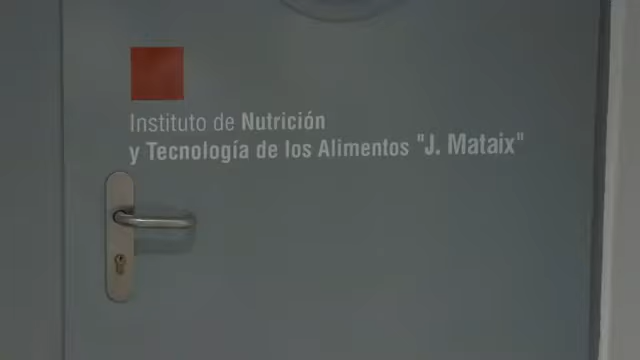 Instituto de Nutrición
y Tecnología de los Alimentos "J. Mataix"